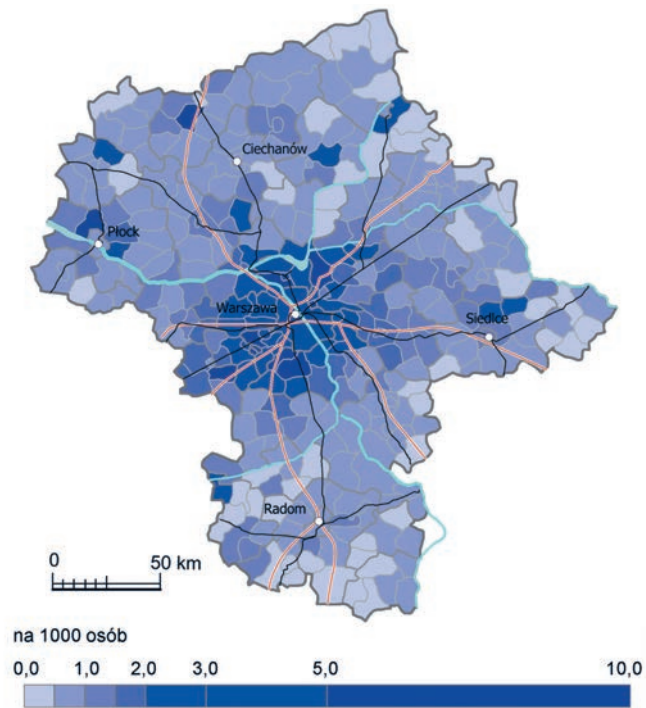 Ciechanów
Płock
Warszawa
Siedlce
Radom
0 50 km
na 1000 osób
0,0 1,0 2,0 3,0 5,0 10,0